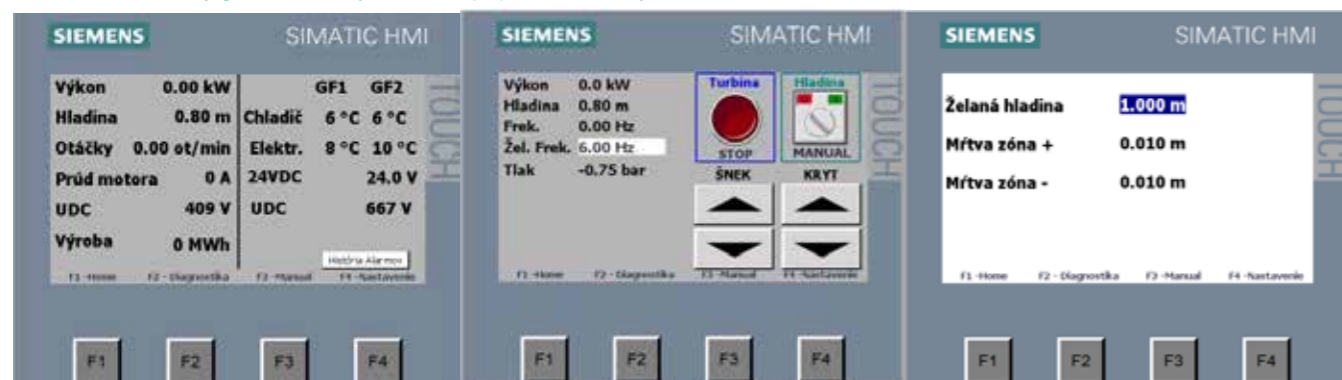 SIEMENS SIMATIC HMI
TOUCH
Výkon 0.00 kW GF1 GF2
Hladina 0.80 m Chladič 6 °C 6 °C
Otáčky 0.00 ot/min Elektr. 8 °C 10 °C
Prúd motora 0 A 24VDC 24.0 V
UDC 409 V UDC 667 V
Výroba 0 MWh
História Alarmov
F1 -Home F2 - Diagnostika F3 -Manual F4 -Nastavenie
F1 F2 F3 F4
SIEMENS SIMATIC HMI
TOUCH
Výkon 0.0 kW Turbina Hladina
Hladina 0.80 m
Frek. 0.00 Hz
Žel. Frek. 6.00 Hz STOP MANUAL
Tlak -0.75 bar ŠNEK KRYT
F1 -Home F2 - Diagnostika F3 -Manual F4 -Nastavenie
F1 F2 F3 F4
SIEMENS SIMATIC HMI
TOUCH
Želaná hladina 1.000 m
Mŕtva zóna + 0.010 m
Mŕtva zóna - 0.010 m
F1 -Home F2 - Diagnostika F3 -Manual F4 -Nastavenie
F1 F2 F3 F4